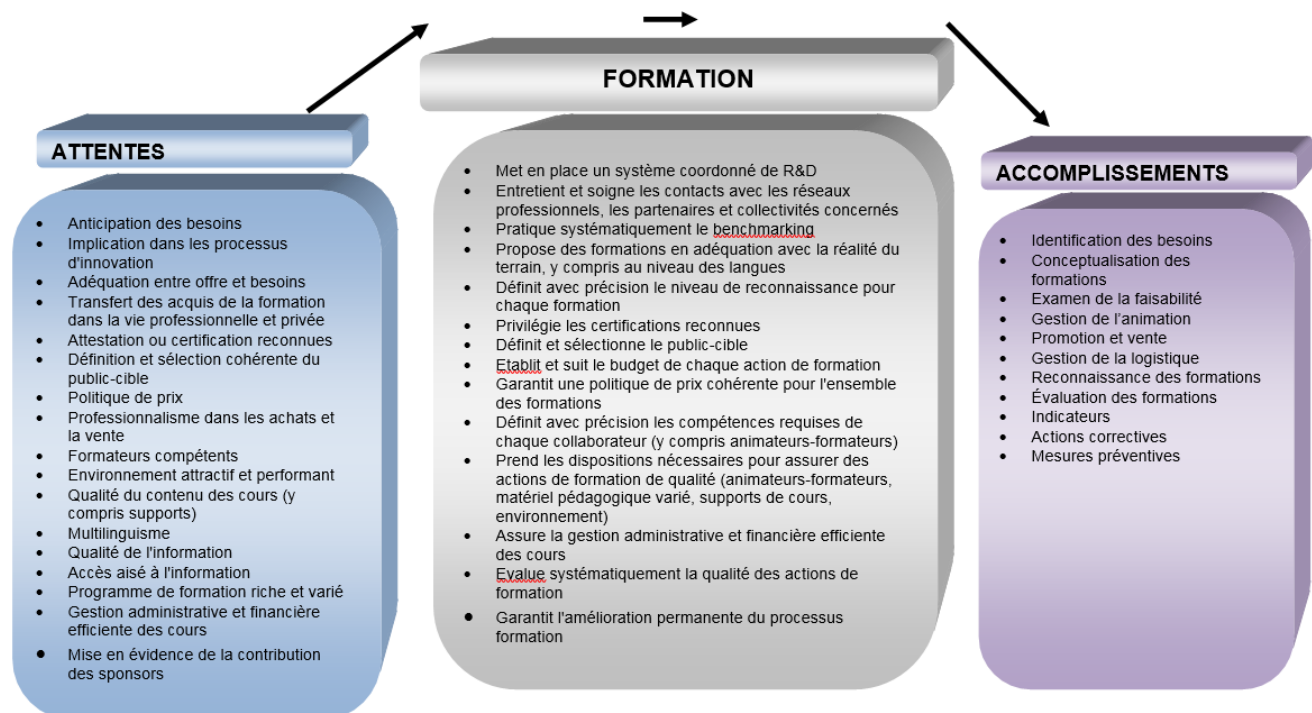 ATTENTES
• Anticipation des besoins
• Implication dans les processus
d'innovation
• Adéquation entre offre et besoins
• Transfert des acquis de la formation
dans la vie professionnelle et privée
• Attestation ou certification reconnues
• Définition et sélection cohérente du
public-cible
• Politique de prix
• Professionnalisme dans les achats et
la vente
• Formateurs compétents
• Environnement attractif et performant
• Qualité du contenu des cours (y
compris supports)
• Multilinguisme
• Qualité de l'information
• Accès aisé à l'information
• Programme de formation riche et varié
• Gestion administrative et financière
efficiente des cours
• Mise en évidence de la contribution
des sponsors
FORMATION
• Met en place un système coordonné de R&D
• Entretient et soigne les contacts avec les réseaux
professionnels, les partenaires et collectivités concernés
• Pratique systématiquement le benchmarking
• Propose des formations en adéquation avec la réalité du
terrain, y compris au niveau des langues
• Définit avec précision le niveau de reconnaissance pour
chaque formation
• Privilégie les certifications reconnues
• Définit et sélectionne le public-cible
• Etablit et suit le budget de chaque action de formation
• Garantit une politique de prix cohérente pour l'ensemble
des formations
• Définit avec précision les compétences requises de
chaque collaborateur (y compris animateurs-formateurs)
• Prend les dispositions nécessaires pour assurer des
actions de formation de qualité (animateurs-formateurs,
matériel pédagogique varié, supports de cours,
environnement)
• Assure la gestion administrative et financière efficiente
des cours
• Evalue systématiquement la qualité des actions de
formation
• Garantit l'amélioration permanente du processus
formation
ACCOMPLISSEMENTS
• Identification des besoins
• Conceptualisation des
formations
• Examen de la faisabilité
• Gestion de l’animation
• Promotion et vente
• Gestion de la logistique
• Reconnaissance des formations
• Évaluation des formations
• Indicateurs
• Actions correctives
• Mesures préventives